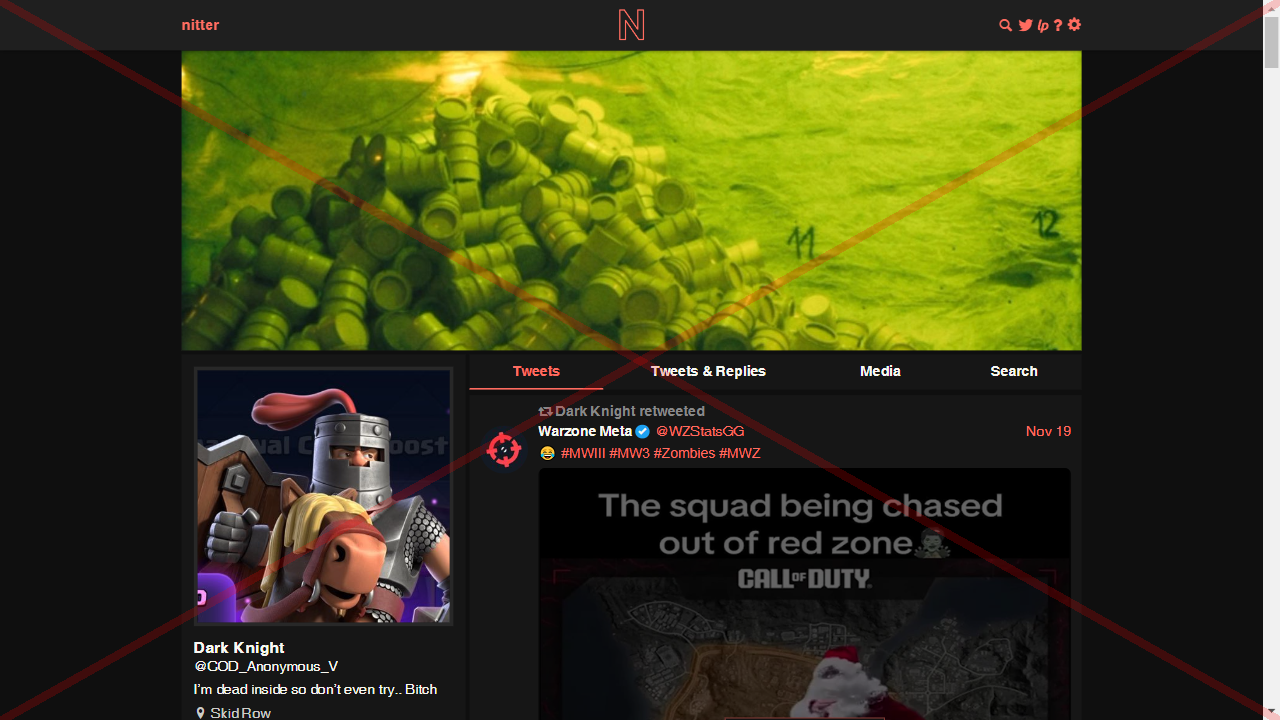 nitter
N
lp ?
11
12
Tweets
Tweets & Replies
Media
Search
Dark Knight retweeted
Warzone Meta @WZStatsGG
Nov 19
😂 #MWIII #MW3 #Zombies #MWZ
The squad being chased
out of red zone
CALL OF DUTY
Dark Knight
@COD_Anonymous_V
I'm dead inside so don't even try.. Bitch
Skid Row